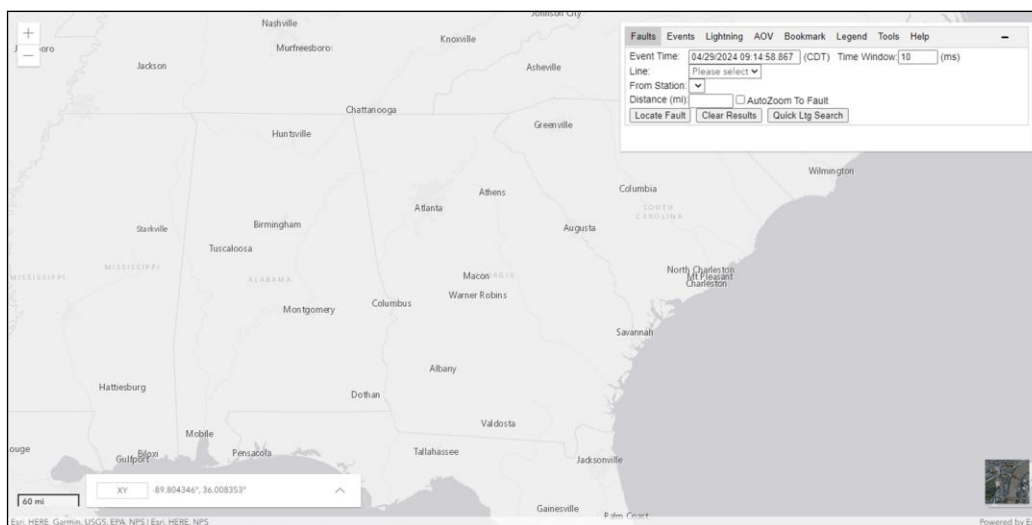 Johnson City
Nashville
Knoxville
Murfreesboro
oro
Jackson
Asheville
Chattanooga
Greenville
Huntsville
Wilmington
Columbia
SOUTH
CAROLINA
Athens
Atlanta
Birmingham
Starkville
Augusta
Tuscaloosa
MISSISSIPPI
MISSISSIPPI
ALABAMA
Macon
ORGIA
North Charleston
Mt Pleasant
Charleston
Warner Robins
Columbus
Montgomery
Savannah
Albany
Hattiesburg
Dothan
Valdosta
Mobile
ouge
Biloxi
Gulfport
Pensacola
Tallahassee
Jacksonville
Gainesville
Palm Coast
Faults Events Lightning AOV Bookmark Legend Tools Help
Event Time: 04/29/2024 09:14:58.867 (CDT) Time Window: 10 (ms)
Line: Please select
From Station:
Distance (mi): AutoZoom To Fault
Locate Fault Clear Results Quick Ltg Search
60 mi
XY -89.804346°, 36.008353°
Esri, HERE, Garmin, USGS, EPA, NPS | Esri, HERE, NPS
Powered by E